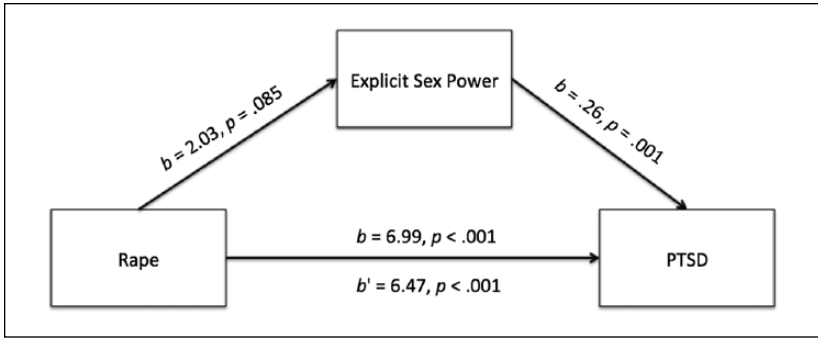 Explicit Sex Power
b = 2.03, p = .085
b = .26, p = .001
Rape
b = 6.99, p < .001
b' = 6.47, p < .001
PTSD